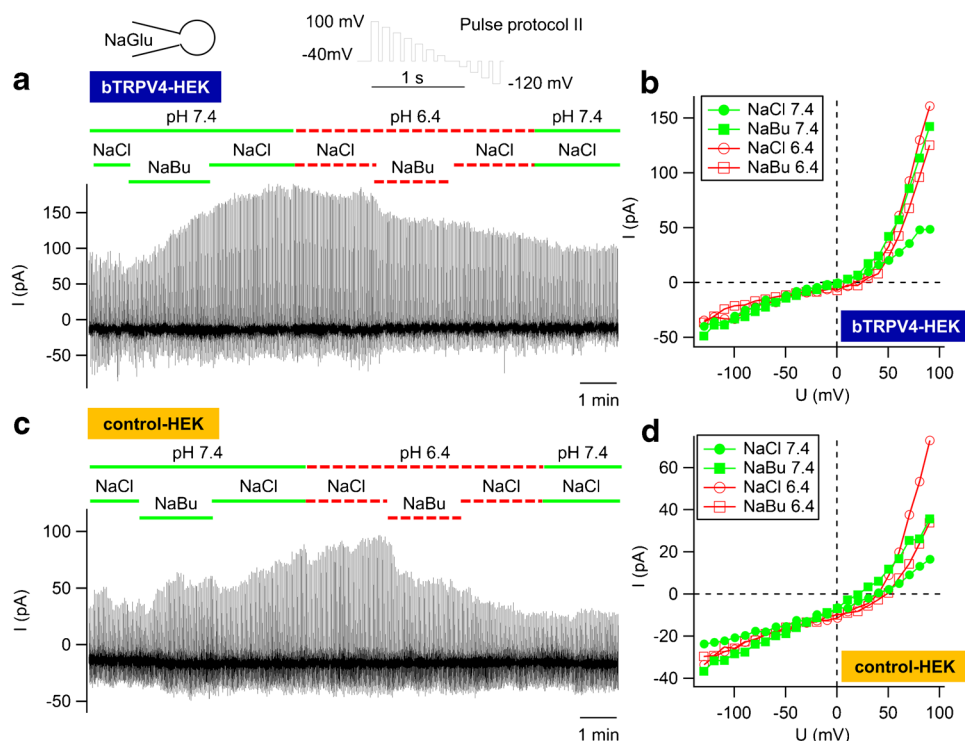 NaGlu
100 mV
-40mV
Pulse protocol II
1 s
-120 mV
a
bTRPV4-HEK
pH 7.4
pH 6.4
pH 7.4
NaCl
NaBu
NaCl
NaCl
NaBu
NaCl
NaCl
I (pA)
150
100
50
0
-50
1 min
b
NaCl 7.4
NaBu 7.4
NaCl 6.4
NaBu 6.4
I (pA)
150
100
50
0
-50
-100
-50
0
50
100
U (mV)
bTRPV4-HEK
c
control-HEK
pH 7.4
pH 6.4
pH 7.4
NaCl
NaBu
NaCl
NaCl
NaBu
NaCl
NaCl
I (pA)
100
50
0
-50
1 min
d
NaCl 7.4
NaBu 7.4
NaCl 6.4
NaBu 6.4
I (pA)
60
40
20
0
-20
-40
-100
-50
0
50
100
U (mV)
control-HEK